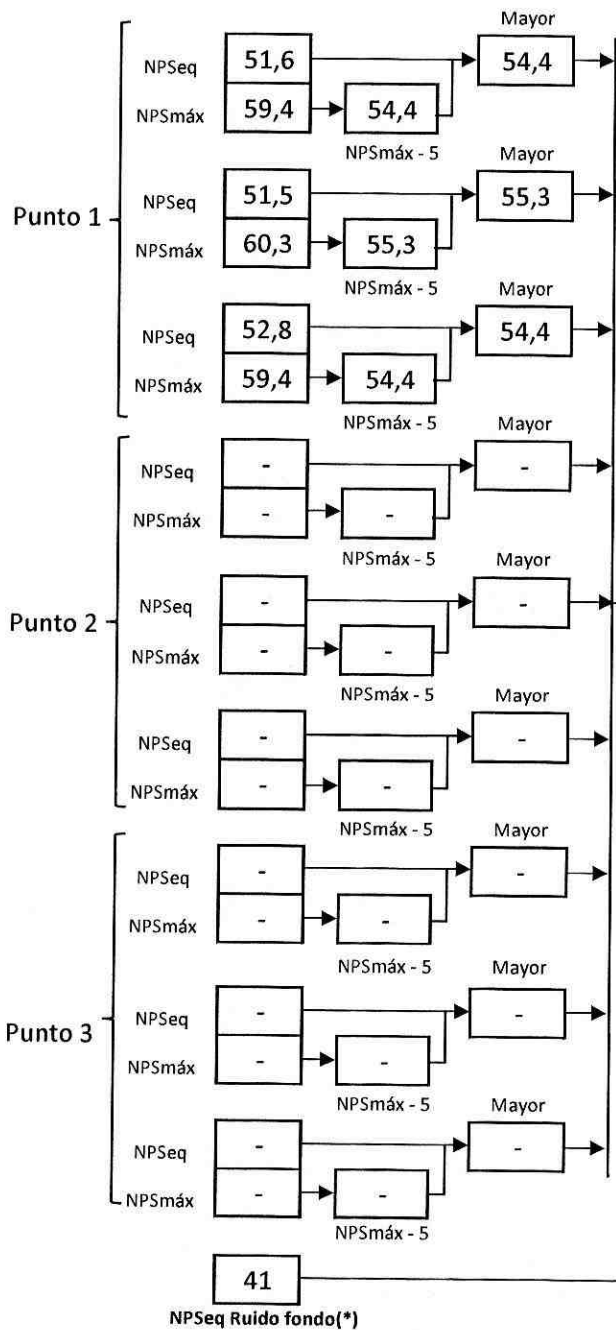 Mayor
NPSeq 51,6 54,4
NPSmáx 59,4 54,4
NPSmáx - 5
Mayor
NPSeq 51,5 55,3
Punto 1
NPSmáx 60,3 55,3
NPSmáx - 5
Mayor
NPSeq 52,8 54,4
NPSmáx 59,4 54,4
NPSmáx - 5
Mayor
NPSeq - -
NPSmáx - -
NPSmáx - 5
Mayor
NPSeq - -
Punto 2
NPSmáx - -
NPSmáx - 5
Mayor
NPSeq - -
NPSmáx - -
NPSmáx - 5
Mayor
NPSeq - -
NPSmáx - -
NPSmáx - 5
Mayor
NPSeq - -
Punto 3
NPSmáx - -
NPSmáx - 5
Mayor
NPSeq - -
NPSmáx - -
NPSmáx - 5
41
NPSeq Ruido fondo(*)